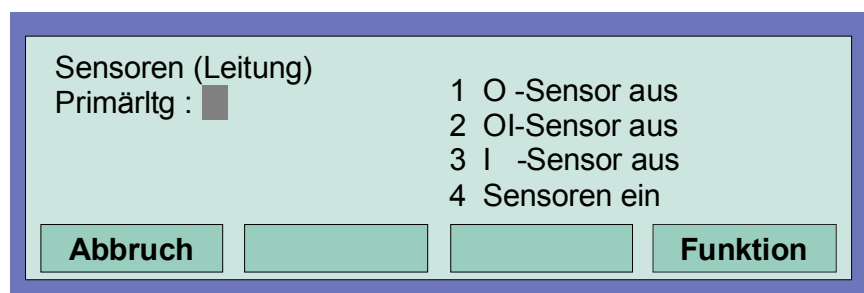 Sensoren (Leitung)
Primärltg :
1 O -Sensor aus
2 OI-Sensor aus
3 I -Sensor aus
4 Sensoren ein
Abbruch
Funktion